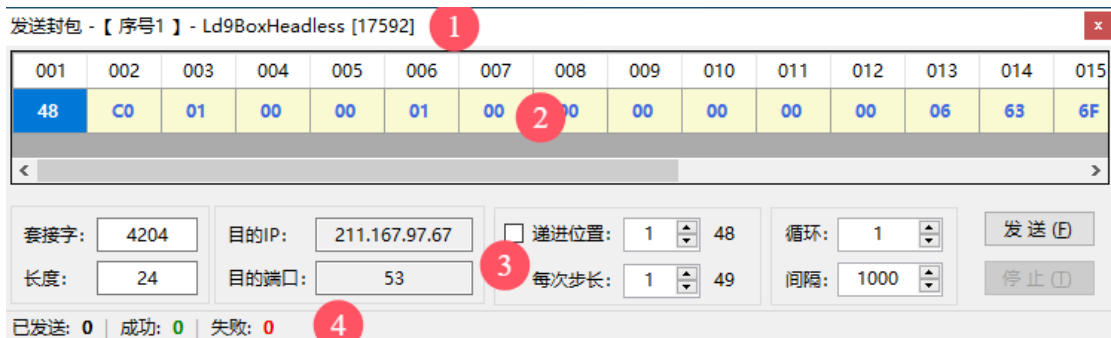 发送封包 -【 序号1 】- Ld9BoxHeadless [17592] 1 x
001 002 003 004 005 006 007 008 009 010 011 012 013 014 015
48 C0 01 00 00 01 00 2 00 00 00 00 00 06 63 6F
套接字: 4204 目的IP: 211.167.97.67 递进位置: 1 48 循环: 1 发 送 (F)
长度: 24 目的端口: 53 3 每次步长: 1 49 间隔: 1000 停 止 (T)
已发送: 0 | 成功: 0 | 失败: 0 4